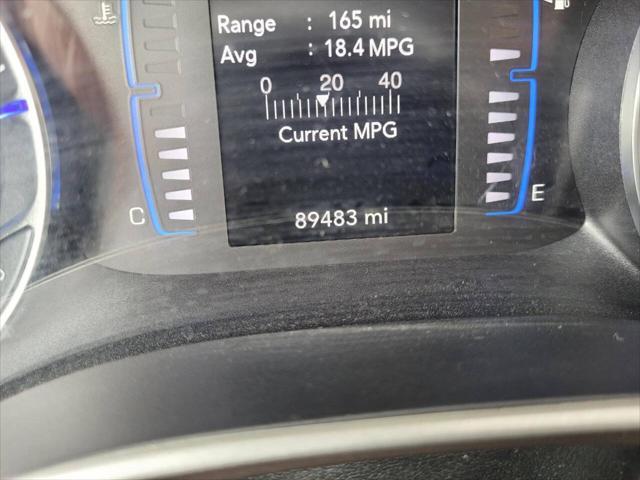 Range : 165 mi
Avg : 18.4 MPG
0 20 40
Current MPG
C
E
89483 mi